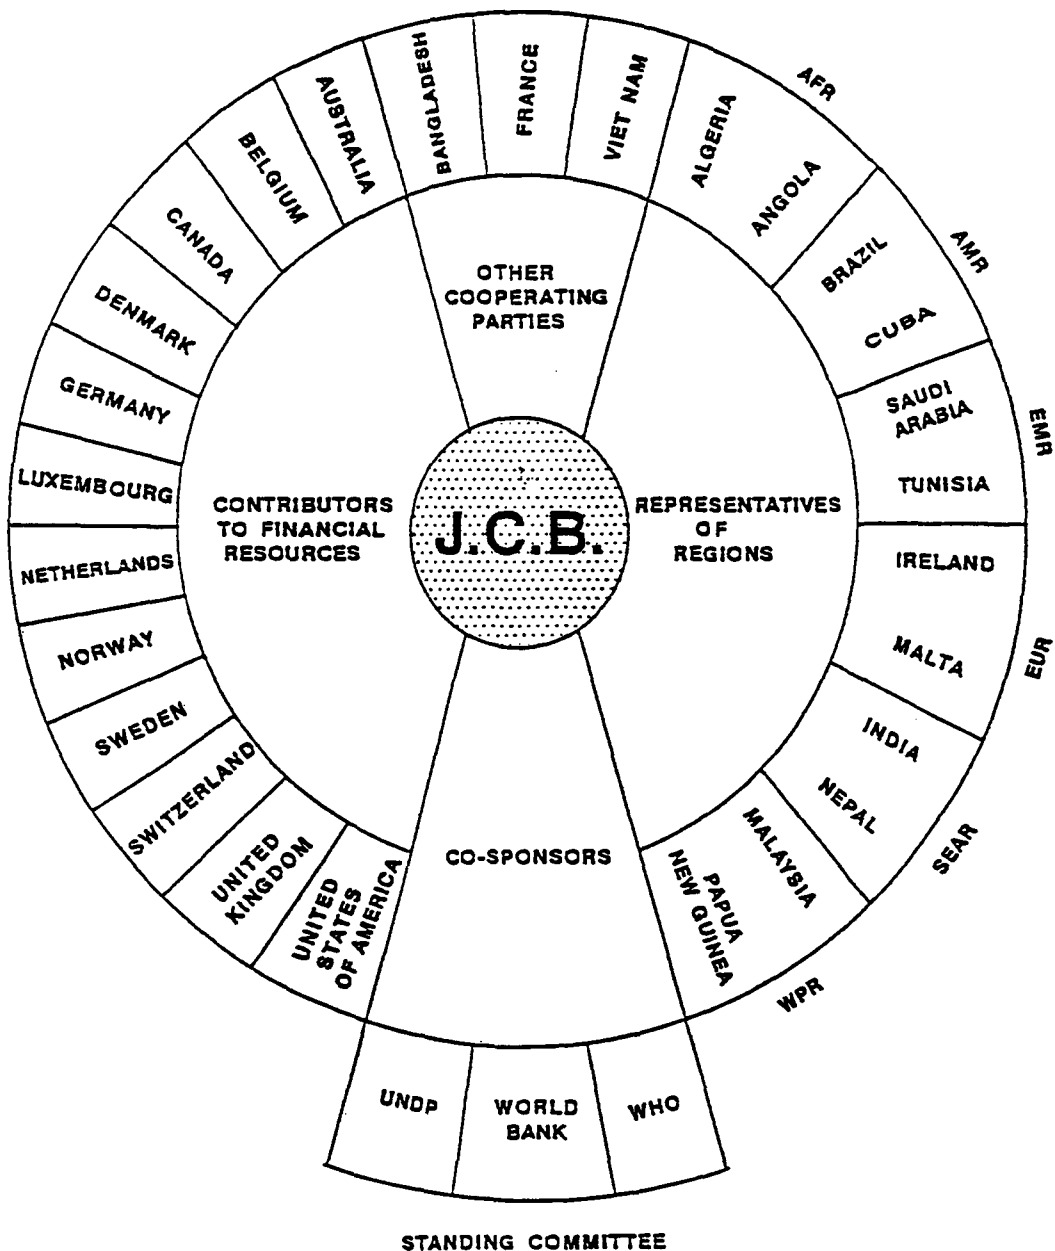 BANGLADESH
FRANCE
VIET NAM
AFR
ALGERIA
ANGOLA
AMR
BRAZIL
CUBA
EMR
SAUDI
ARABIA
TUNISIA
EUR
IRELAND
MALTA
SEAR
INDIA
NEPAL
WPR
MALAYSIA
PAPUA
NEW GUINEA
AUSTRALIA
BELGIUM
CANADA
DENMARK
GERMANY
LUXEMBOURG
NETHERLANDS
NORWAY
SWEDEN
SWITZERLAND
UNITED
KINGDOM
UNITED
STATES
OF AMERICA
OTHER
COOPERATING
PARTIES
CONTRIBUTORS
TO FINANCIAL
RESOURCES
J.C.B.
REPRESENTATIVES
OF
REGIONS
CO-SPONSORS
UNDP
WORLD
BANK
WHO
STANDING COMMITTEE